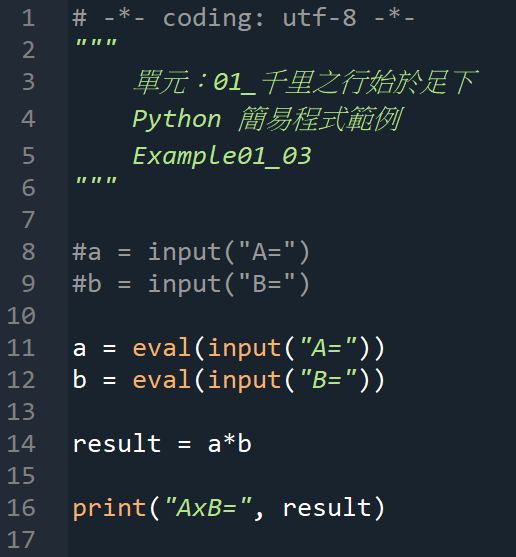 1 # -*- coding: utf-8 -*-
2 """
3     單元：01_千里之行始於足下
4     Python 簡易程式範例
5     Example01_03
6 """
7
8 #a = input("A=")
9 #b = input("B=")
10
11 a = eval(input("A="))
12 b = eval(input("B="))
13
14 result = a*b
15
16 print("AxB=", result)
17